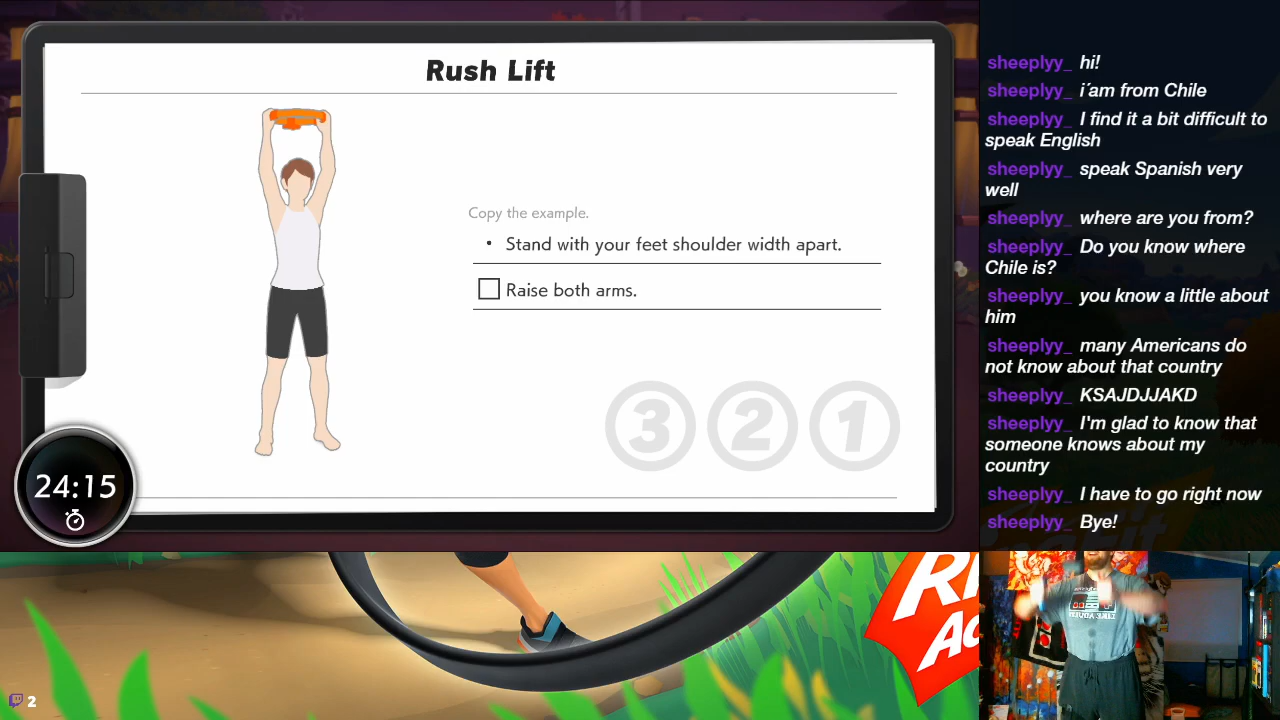 Rush Lift
Copy the example.
• Stand with your feet shoulder width apart.
Raise both arms.
3 2 1
24:15
2
sheeplyy_ hi!
sheeplyy_ i´am from Chile
sheeplyy_ I find it a bit difficult to
speak English
sheeplyy_ speak Spanish very
well
sheeplyy_ where are you from?
sheeplyy_ Do you know where
Chile is?
sheeplyy_ you know a little about
him
sheeplyy_ many Americans do
not know about that country
sheeplyy_ KSAJDJJAKD
sheeplyy_ I'm glad to know that
someone knows about my
country
sheeplyy_ I have to go right now
sheeplyy_ Bye!